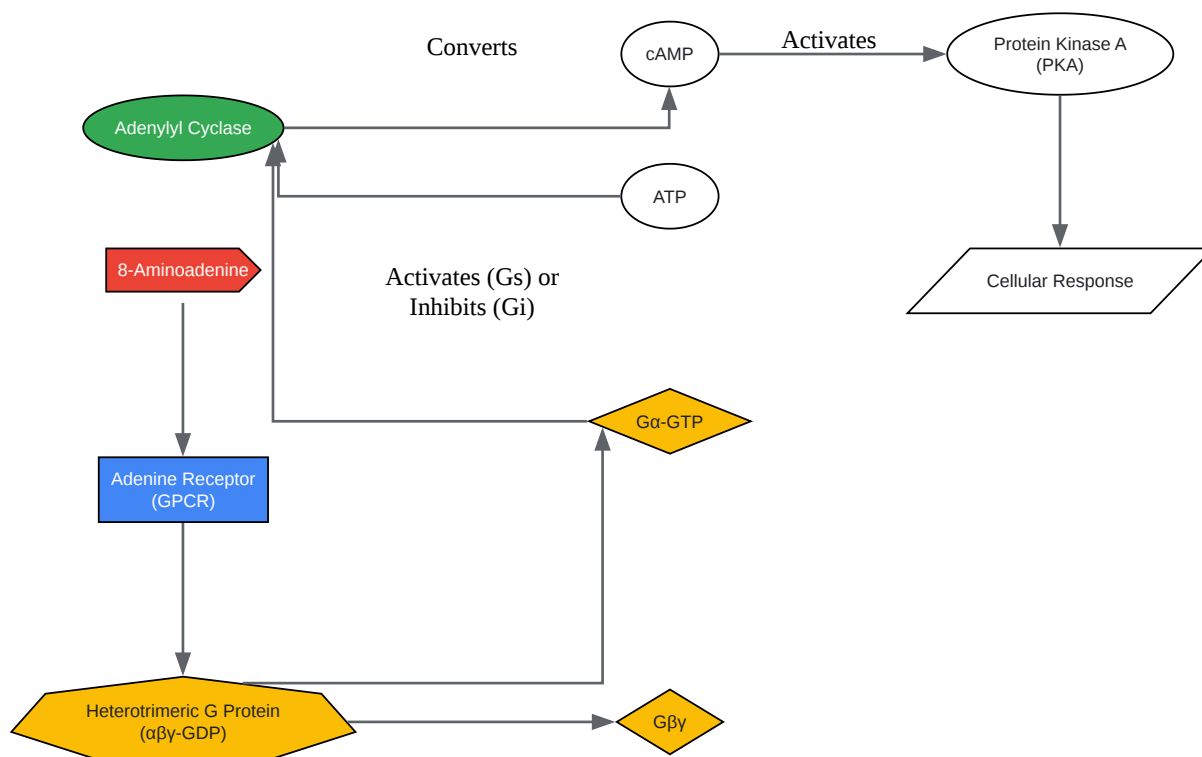 Converts
cAMP
Activates
Protein Kinase A
(PKA)
Adenylyl Cyclase
ATP
8-Aminoadenine
Activates (Gs) or
Inhibits (Gi)
Cellular Response
Gα-GTP
Adenine Receptor
(GPCR)
Heterotrimeric G Protein
(αβγ-GDP)
Gβγ